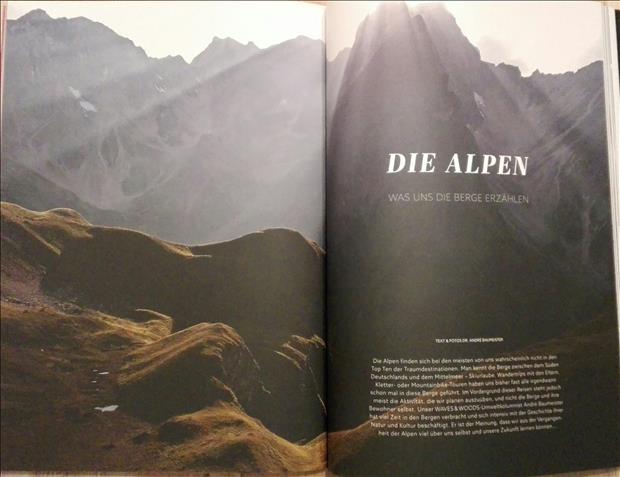 DIE ALPEN
WAS UNS DIE BERGE ERZÄHLEN
TEXT & FOTOS DR. ANDRÉ BAUMEISTER
Die Alpen finden sich bei den meisten von uns wahrscheinlich nicht in den
Top Ten der Traumdestinationen. Man kennt die Berge zwischen dem Süden
Deutschlands und dem Mittelmeer – Skiurlaube, Wandertrips mit den Eltern,
Kletter- oder Mountainbike-Touren haben uns bisher fast alle irgendwann
schon mal in diese Berge geführt. Im Vordergrund dieser Reisen steht jedoch
meist die Aktivität, die wir planen auszuüben, und nicht die Berge und ihre
Bewohner selbst. Unser WAVES & WOODS-Umweltkolumnist André Baumeister
hat viel Zeit in den Bergen verbracht und sich intensiv mit der Geschichte ihrer
Natur und Kultur beschäftigt. Er ist der Meinung, dass wir aus der Vergangen-
heit der Alpen viel über uns selbst und unsere Zukunft lernen können...